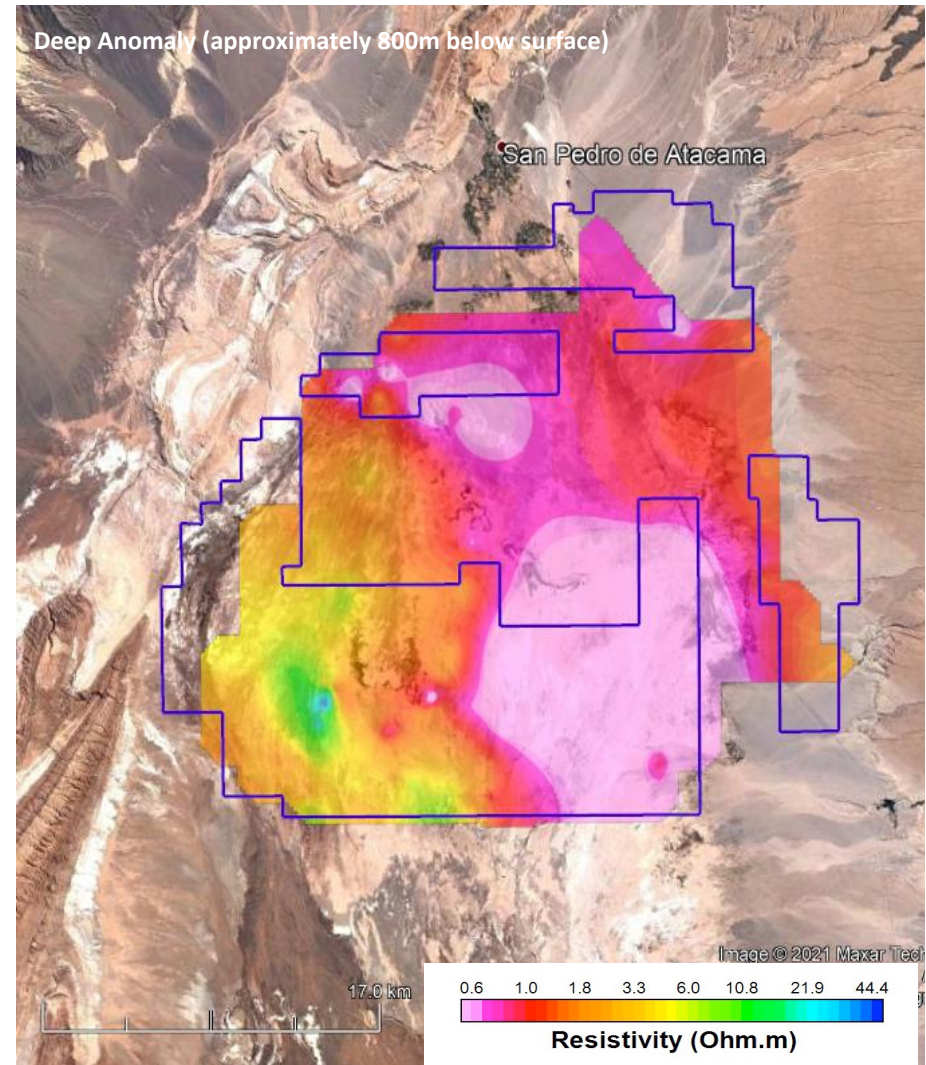 Deep Anomaly (approximately 800m below surface)
San Pedro de Atacama
Image © 2021 Maxar Tech
17.0 km
0.6 1.0 1.8 3.3 6.0 10.8 21.9 44.4
Resistivity (Ohm.m)